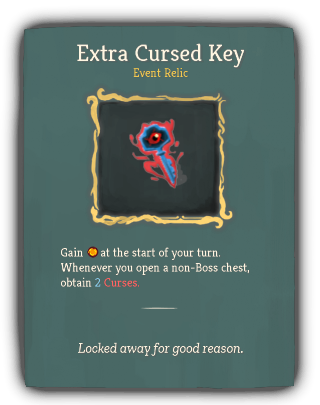 Extra Cursed Key
Event Relic
Gain at the start of your turn.
Whenever you open a non-Boss chest,
obtain 2 Curses.
Locked away for good reason.